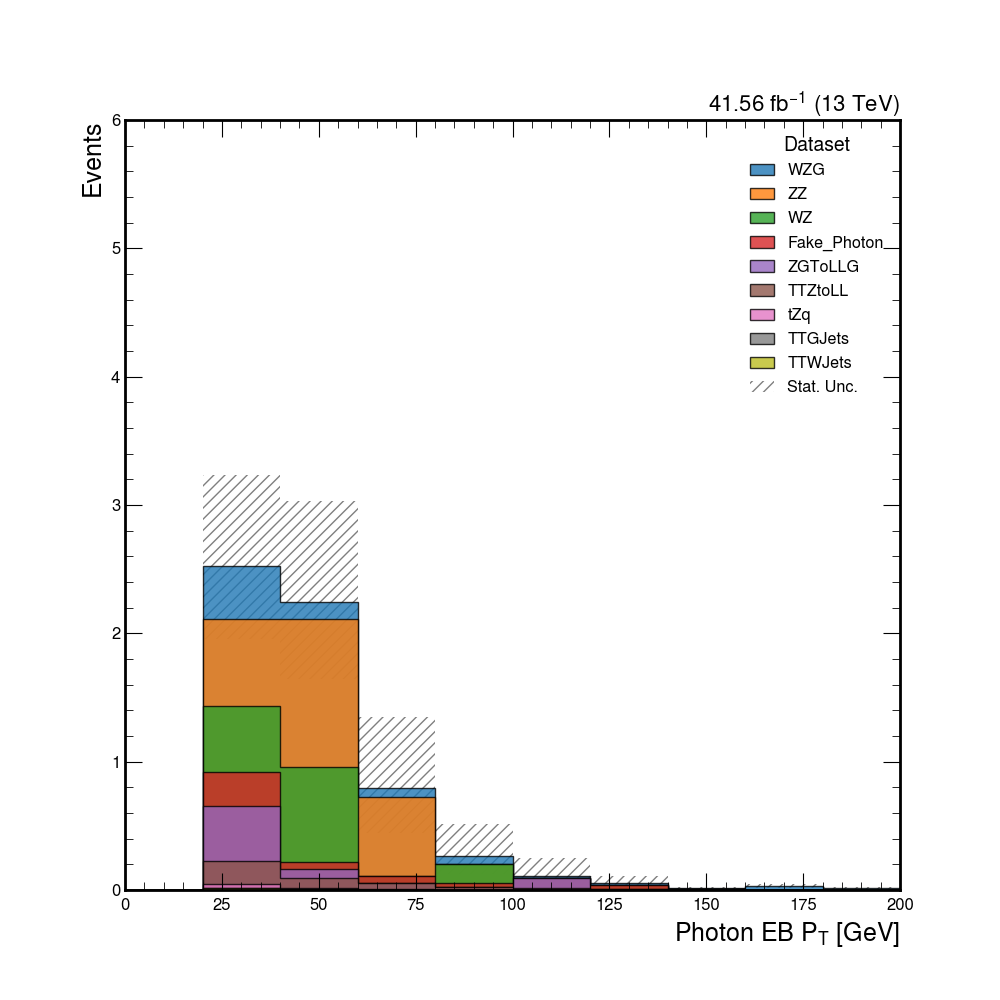 41.56 fb⁻¹ (13 TeV)
Events
6
5
4
3
2
1
0
Dataset
WZG
ZZ
WZ
Fake_Photon
ZGToLLG
TTZtoLL
tZq
TTGJets
TTWJets
Stat. Unc.
0 25 50 75 100 125 150 175 200
Photon EB P_T [GeV]